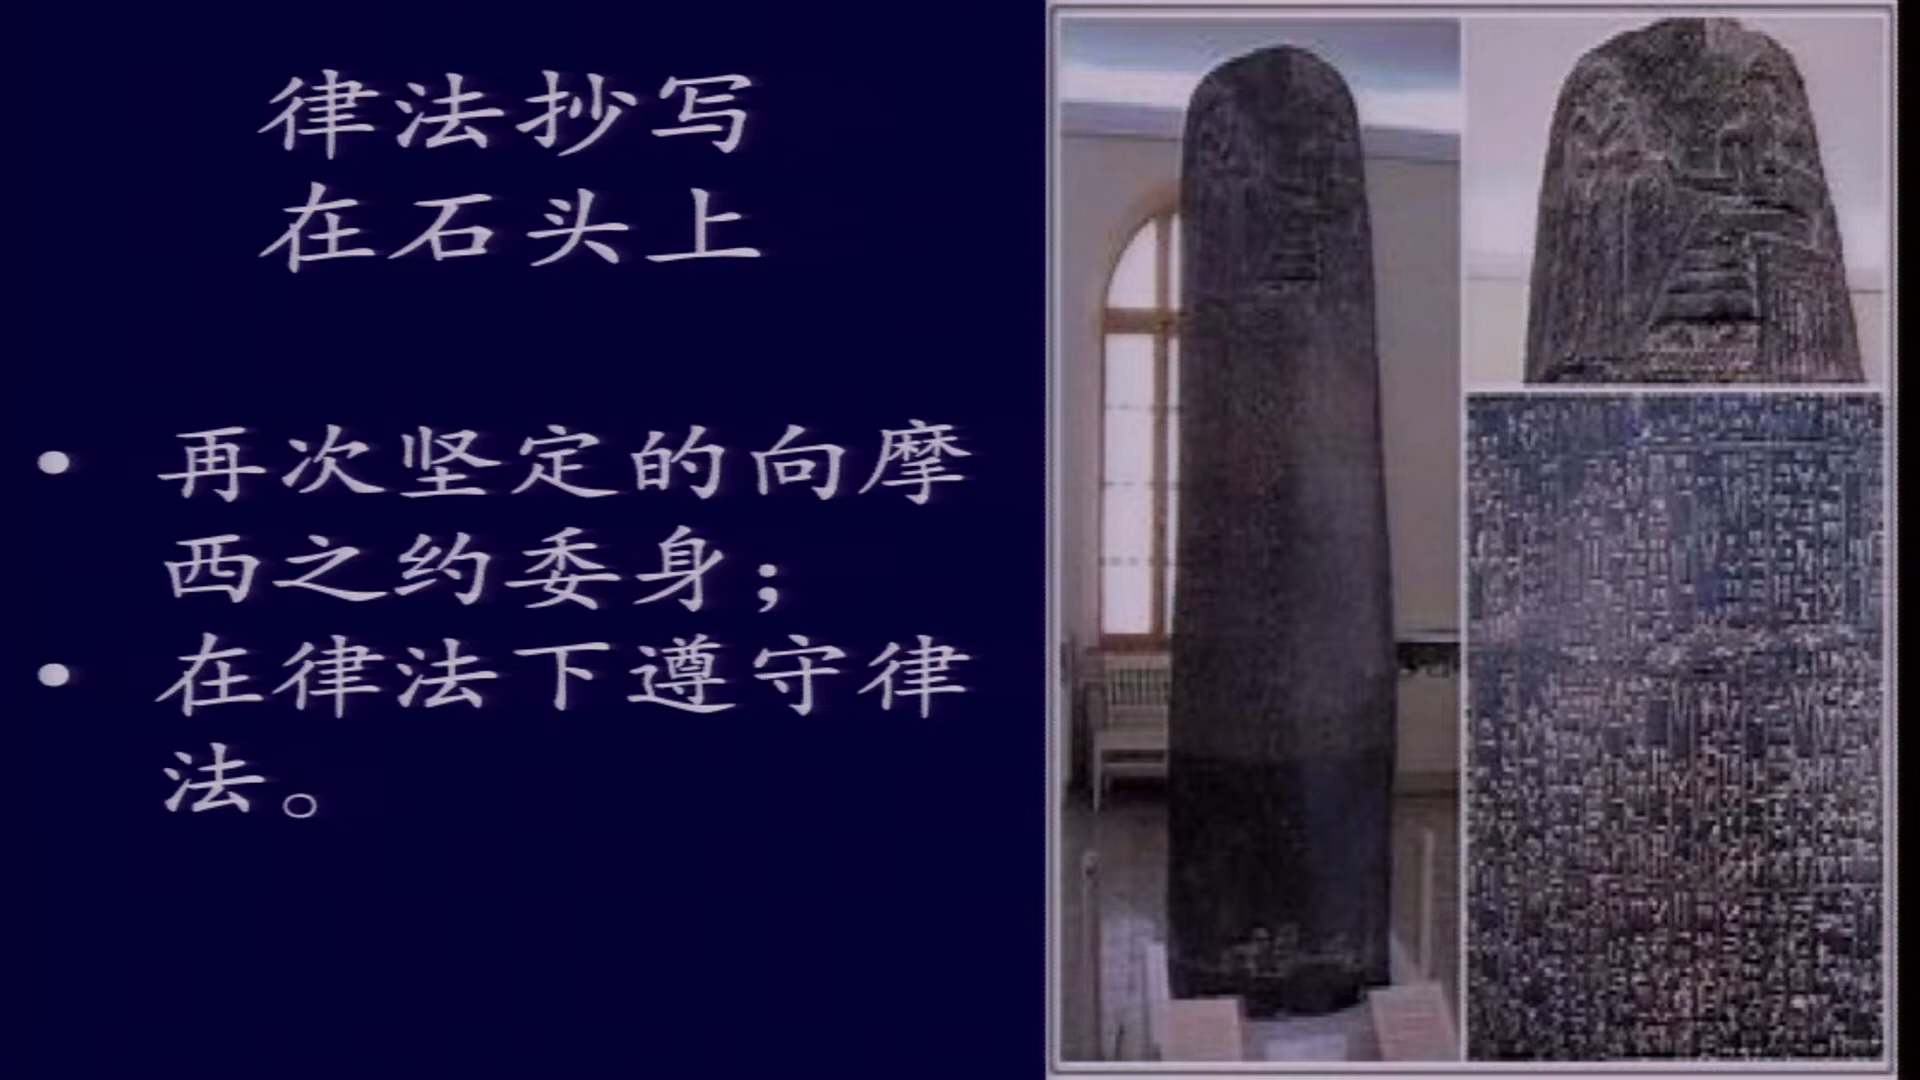 律法抄写
在石头上
• 再次坚定的向摩
西之约委身；
• 在律法下遵守律
法。